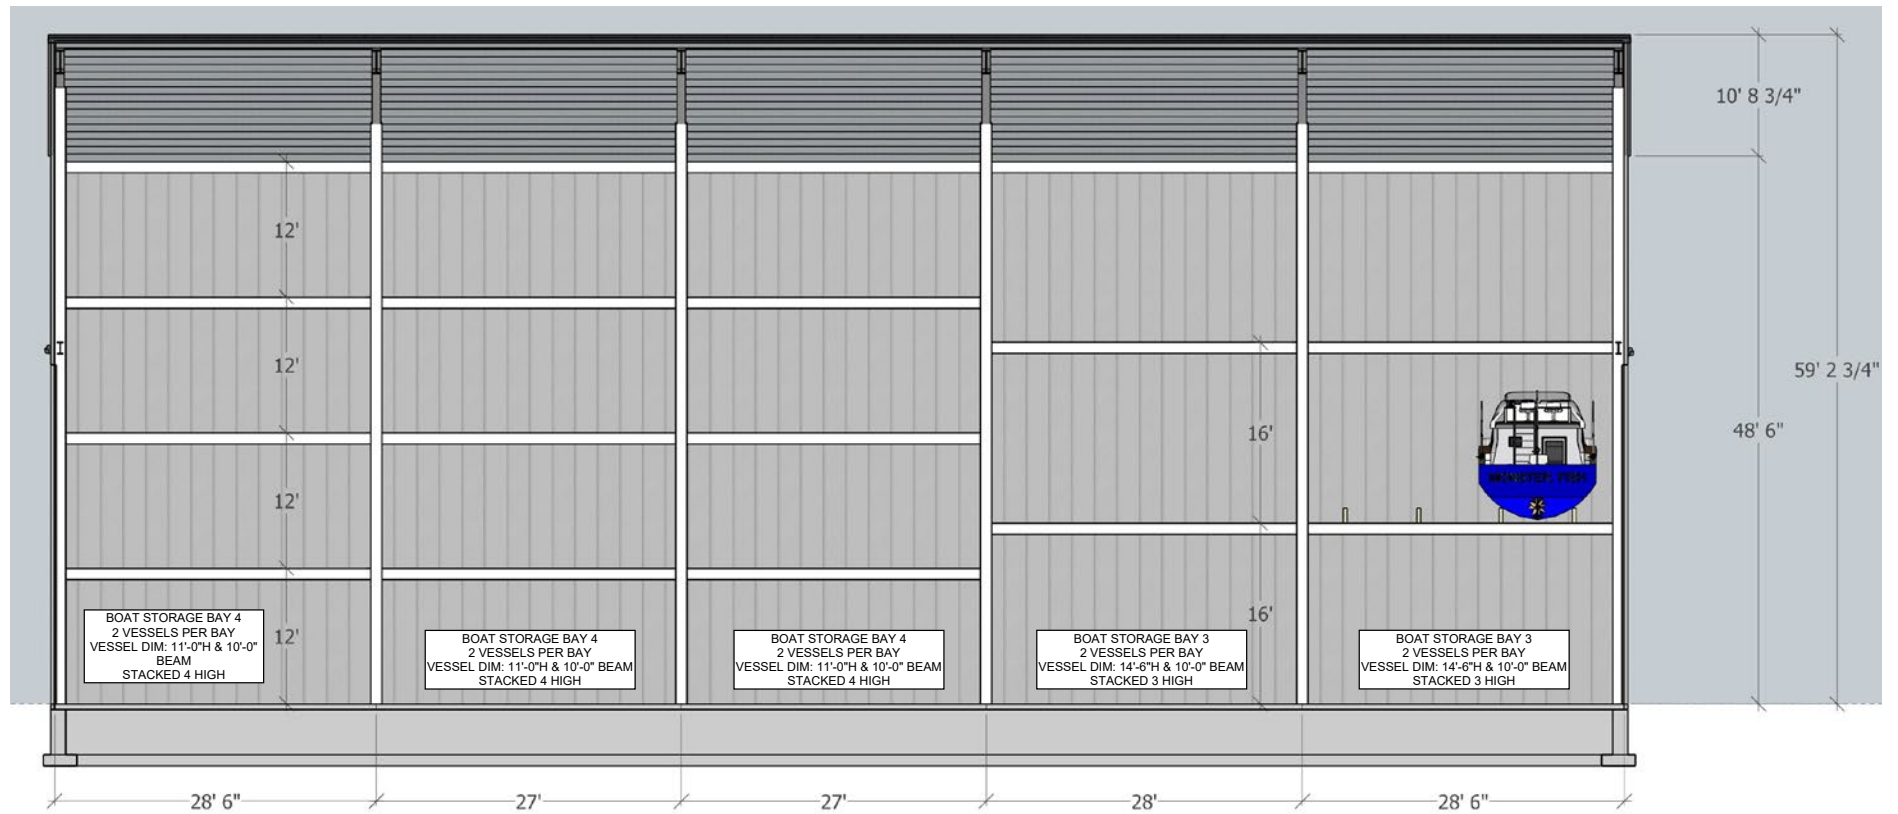 10' 8 3/4"
12'
12'
59' 2 3/4"
48' 6"
16'
12'
16'
12'
BOAT STORAGE BAY 4
2 VESSELS PER BAY
VESSEL DIM: 11'-0"H & 10'-0"
BEAM
STACKED 4 HIGH
BOAT STORAGE BAY 4
2 VESSELS PER BAY
VESSEL DIM: 11'-0"H & 10'-0" BEAM
STACKED 4 HIGH
BOAT STORAGE BAY 4
2 VESSELS PER BAY
VESSEL DIM: 11'-0"H & 10'-0" BEAM
STACKED 4 HIGH
BOAT STORAGE BAY 3
2 VESSELS PER BAY
VESSEL DIM: 14'-6"H & 10'-0" BEAM
STACKED 3 HIGH
BOAT STORAGE BAY 3
2 VESSELS PER BAY
VESSEL DIM: 14'-6"H & 10'-0" BEAM
STACKED 3 HIGH
28' 6"
27'
27'
28'
28' 6"